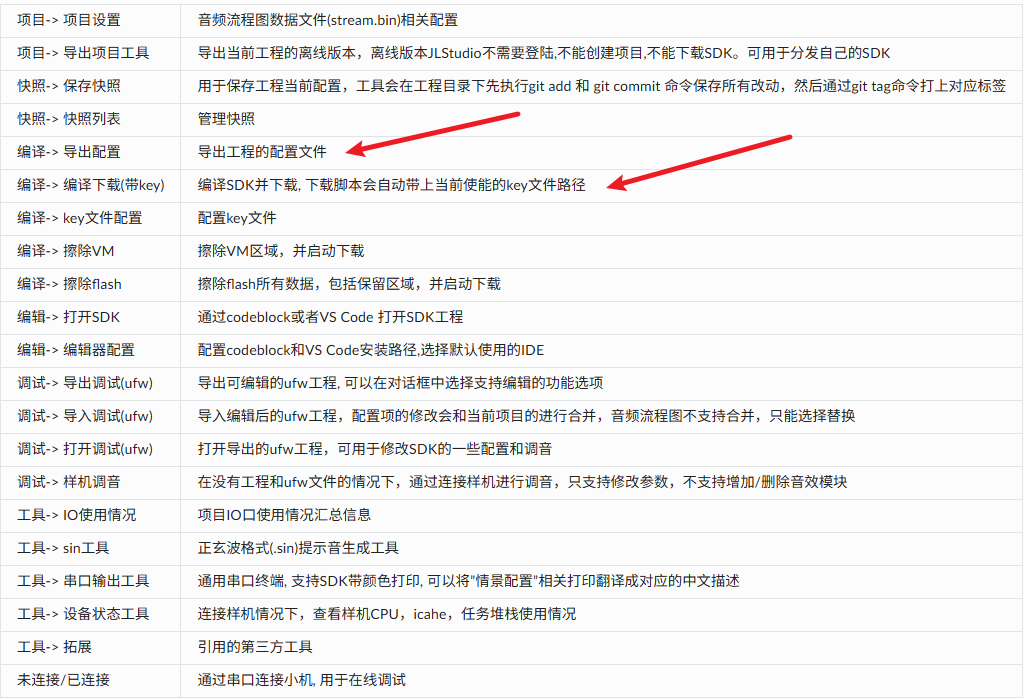 项目-> 项目设置 音频流程图数据文件(stream.bin)相关配置
项目-> 导出项目工具 导出当前工程的离线版本，离线版本JLStudio不需要登陆,不能创建项目,不能下载SDK。可用于分发自己的SDK
快照-> 保存快照 用于保存工程当前配置，工具会在工程目录下先执行git add 和 git commit 命令保存所有改动，然后通过git tag命令打上对应标签
快照-> 快照列表 管理快照
编译-> 导出配置 导出工程的配置文件
编译-> 编译下载(带key) 编译SDK并下载, 下载脚本会自动带上当前使能的key文件路径
编译-> key文件配置 配置key文件
编译-> 擦除VM 擦除VM区域，并启动下载
编译-> 擦除flash 擦除flash所有数据，包括保留区域，并启动下载
编辑-> 打开SDK 通过codeblock或者VS Code 打开SDK工程
编辑-> 编辑器配置 配置codeblock和VS Code安装路径,选择默认使用的IDE
调试-> 导出调试(ufw) 导出可编辑的ufw工程, 可以在对话框中选择支持编辑的功能选项
调试-> 导入调试(ufw) 导入编辑后的ufw工程，配置项的修改会和当前项目的进行合并，音频流程图不支持合并，只能选择替换
调试-> 打开调试(ufw) 打开导出的ufw工程，可用于修改SDK的一些配置和调音
调试-> 样机调音 在没有工程和ufw文件的情况下，通过连接样机进行调音，只支持修改参数，不支持增加/删除音效模块
工具-> IO使用情况 项目IO口使用情况汇总信息
工具-> sin工具 正玄波格式(.sin)提示音生成工具
工具-> 串口输出工具 通用串口终端, 支持SDK带颜色打印, 可以将"情景配置"相关打印翻译成对应的中文描述
工具-> 设备状态工具 连接样机情况下，查看样机CPU，icahe，任务堆栈使用情况
工具-> 拓展 引用的第三方工具
未连接/已连接 通过串口连接小机, 用于在线调试